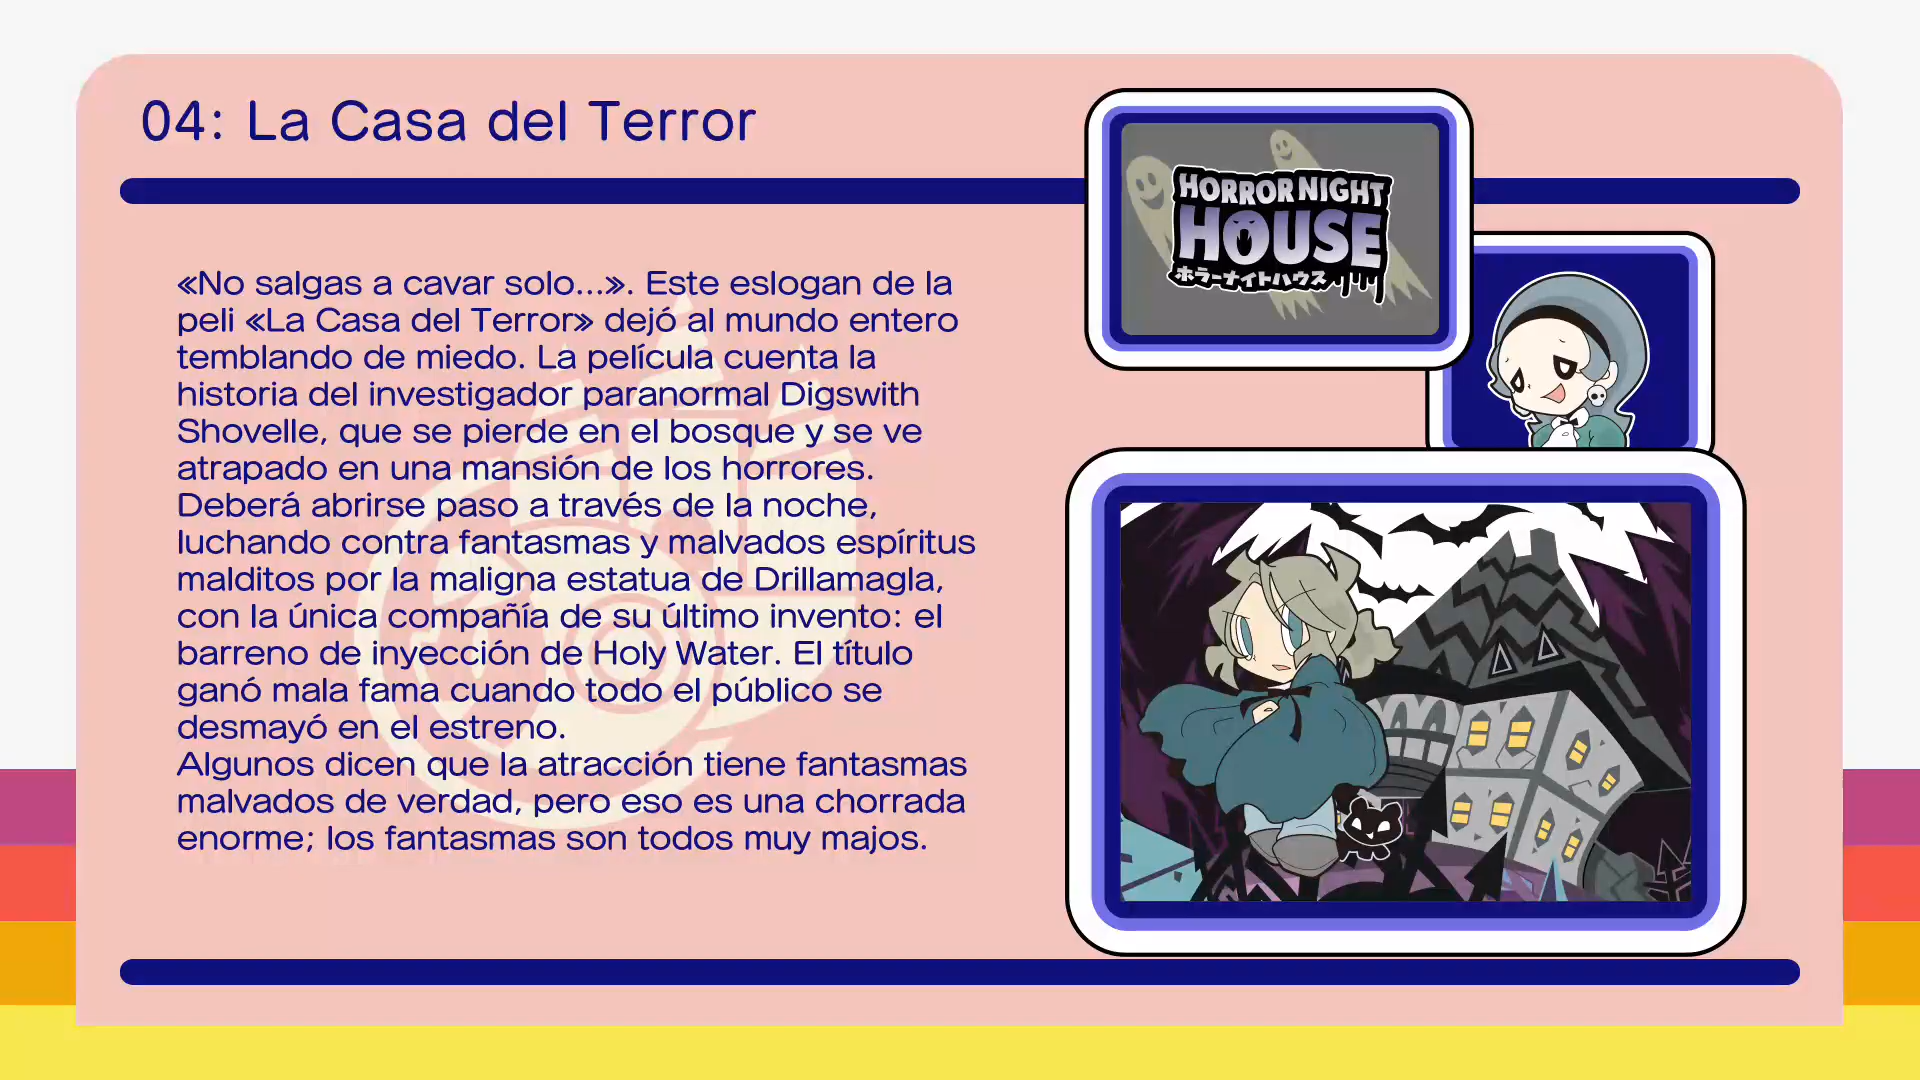 04: La Casa del Terror
HORROR NIGHT
HOUSE
ホラーナイトハウス
«No salgas a cavar solo...». Este eslogan de la
peli «La Casa del Terror» dejó al mundo entero
temblando de miedo. La película cuenta la
historia del investigador paranormal Digswith
Shovelle, que se pierde en el bosque y se ve
atrapado en una mansión de los horrores.
Deberá abrirse paso a través de la noche,
luchando contra fantasmas y malvados espíritus
malditos por la maligna estatua de Drillamagla,
con la única compañía de su último invento: el
barreno de inyección de Holy Water. El título
ganó mala fama cuando todo el público se
desmayó en el estreno.
Algunos dicen que la atracción tiene fantasmas
malvados de verdad, pero eso es una chorrada
enorme; los fantasmas son todos muy majos.